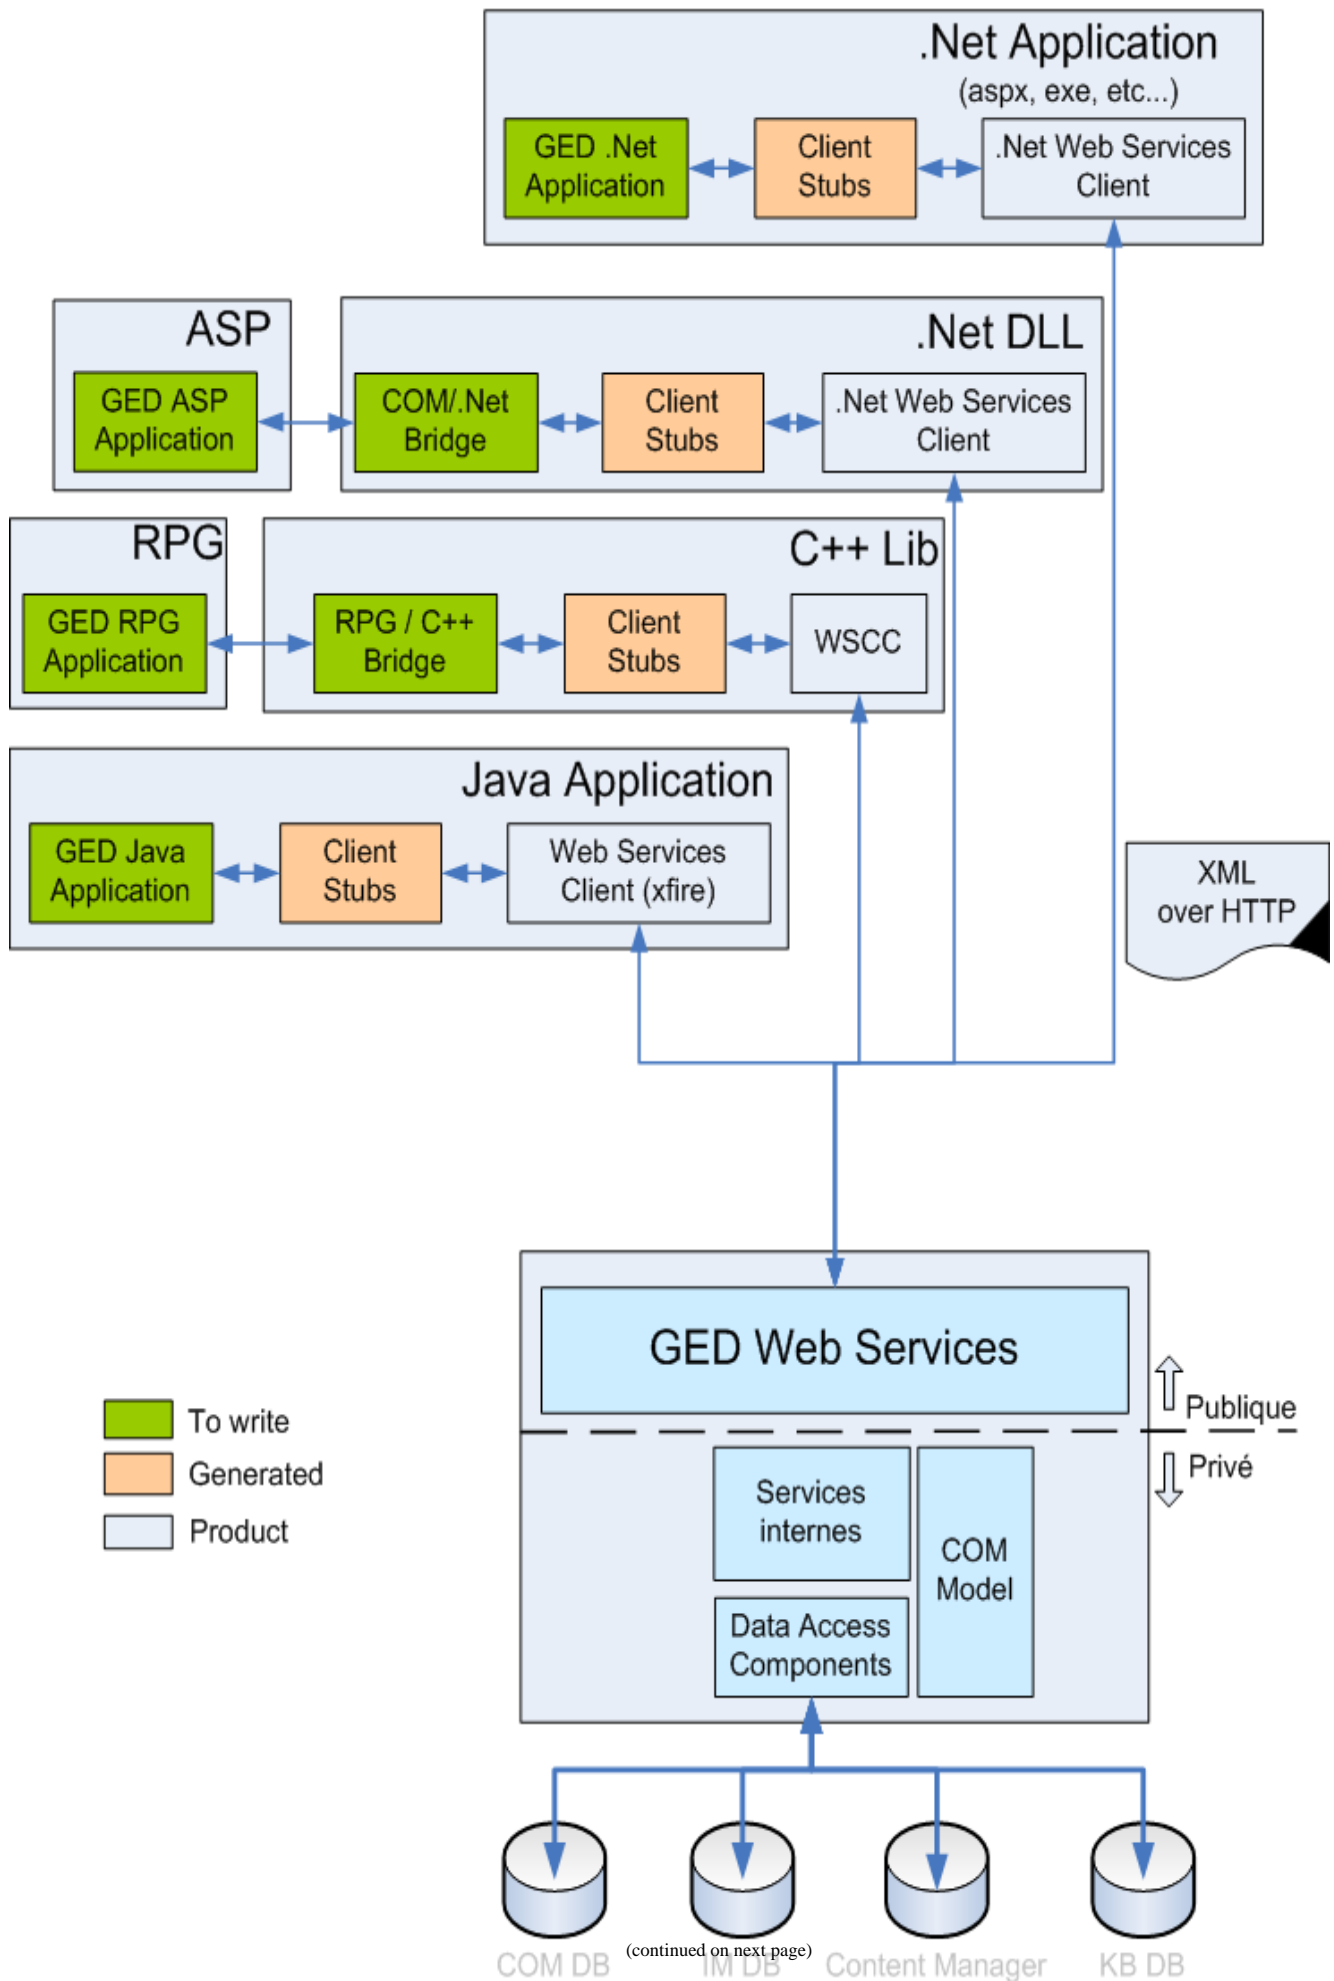 .Net Application
(aspx, exe, etc...)
GED .Net
Application
Client
Stubs
.Net Web Services
Client
ASP
GED ASP
Application
.Net DLL
COM/.Net
Bridge
Client
Stubs
.Net Web Services
Client
RPG
GED RPG
Application
C++ Lib
RPG / C++
Bridge
Client
Stubs
WSCC
Java Application
GED Java
Application
Client
Stubs
Web Services
Client (xfire)
XML
over HTTP
GED Web Services
Publique
Privé
To write
Generated
Product
Services
internes
COM
Model
Data Access
Components
(continued on next page)
COM DB
IM DB
Content Manager
KB DB